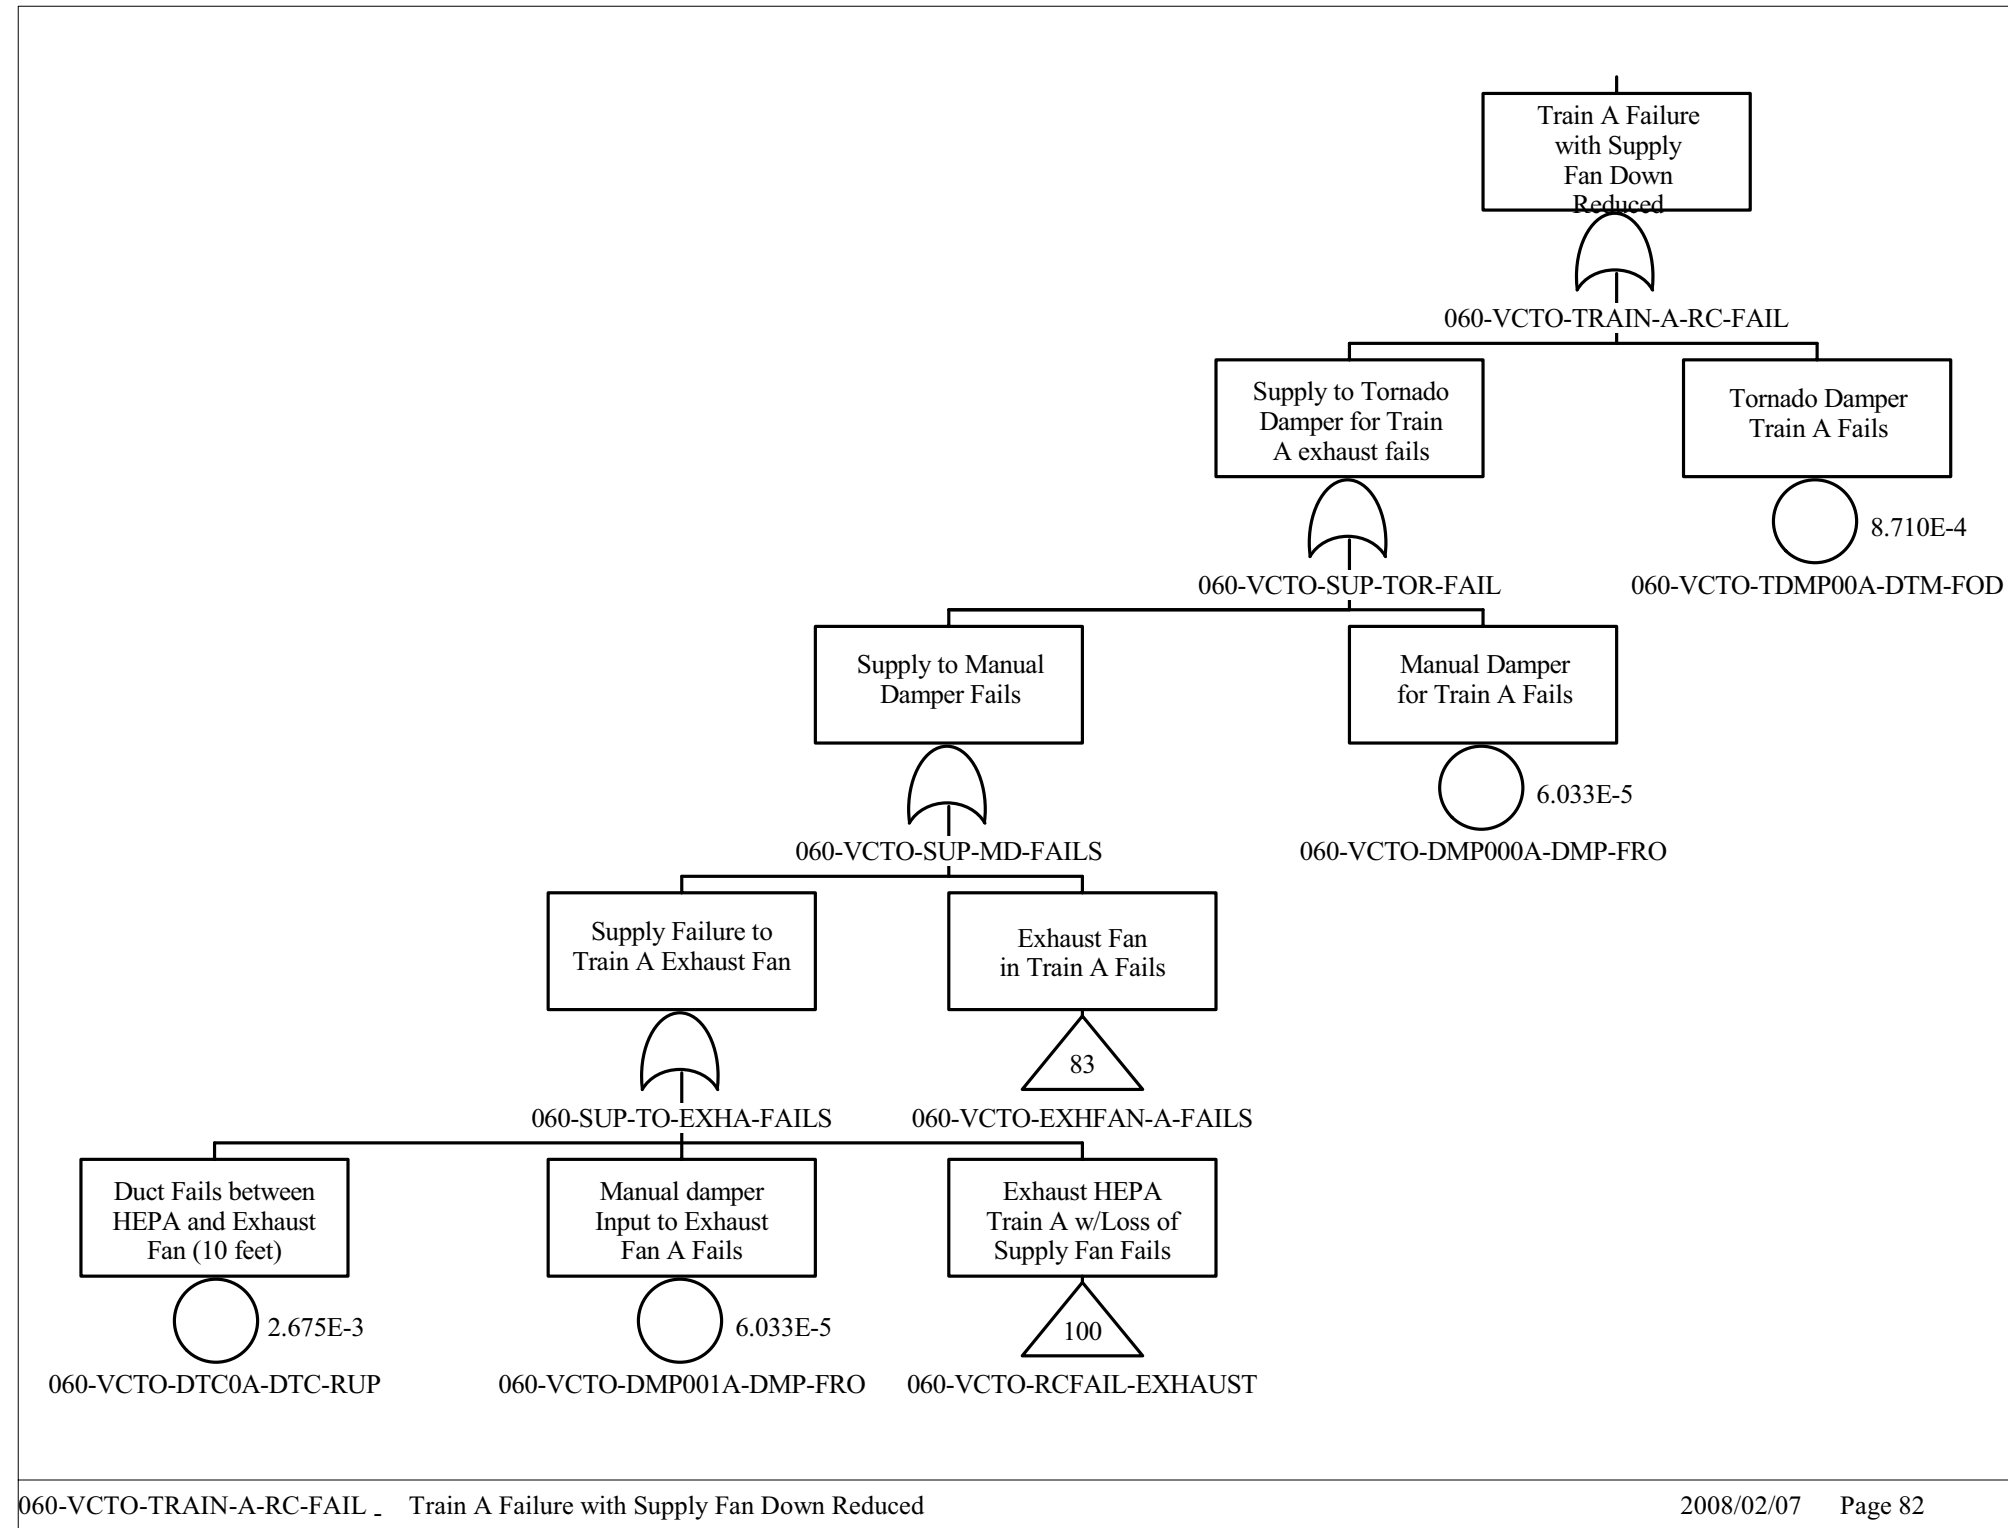 Train A Failure
with Supply
Fan Down
Reduced
060-VCTO-TRAIN-A-RC-FAIL
Supply to Tornado
Damper for Train
A exhaust fails
060-VCTO-SUP-TOR-FAIL
Tornado Damper
Train A Fails
8.710E-4
060-VCTO-TDMP00A-DTM-FOD
Supply to Manual
Damper Fails
060-VCTO-SUP-MD-FAILS
Manual Damper
for Train A Fails
6.033E-5
060-VCTO-DMP000A-DMP-FRO
Supply Failure to
Train A Exhaust Fan
060-SUP-TO-EXHA-FAILS
Exhaust Fan
in Train A Fails
83
060-VCTO-EXHFAN-A-FAILS
Duct Fails between
HEPA and Exhaust
Fan (10 feet)
2.675E-3
060-VCTO-DTC0A-DTC-RUP
Manual damper
Input to Exhaust
Fan A Fails
6.033E-5
060-VCTO-DMP001A-DMP-FRO
Exhaust HEPA
Train A w/Loss of
Supply Fan Fails
100
060-VCTO-RCFAIL-EXHAUST
060-VCTO-TRAIN-A-RC-FAIL - Train A Failure with Supply Fan Down Reduced 2008/02/07 Page 82